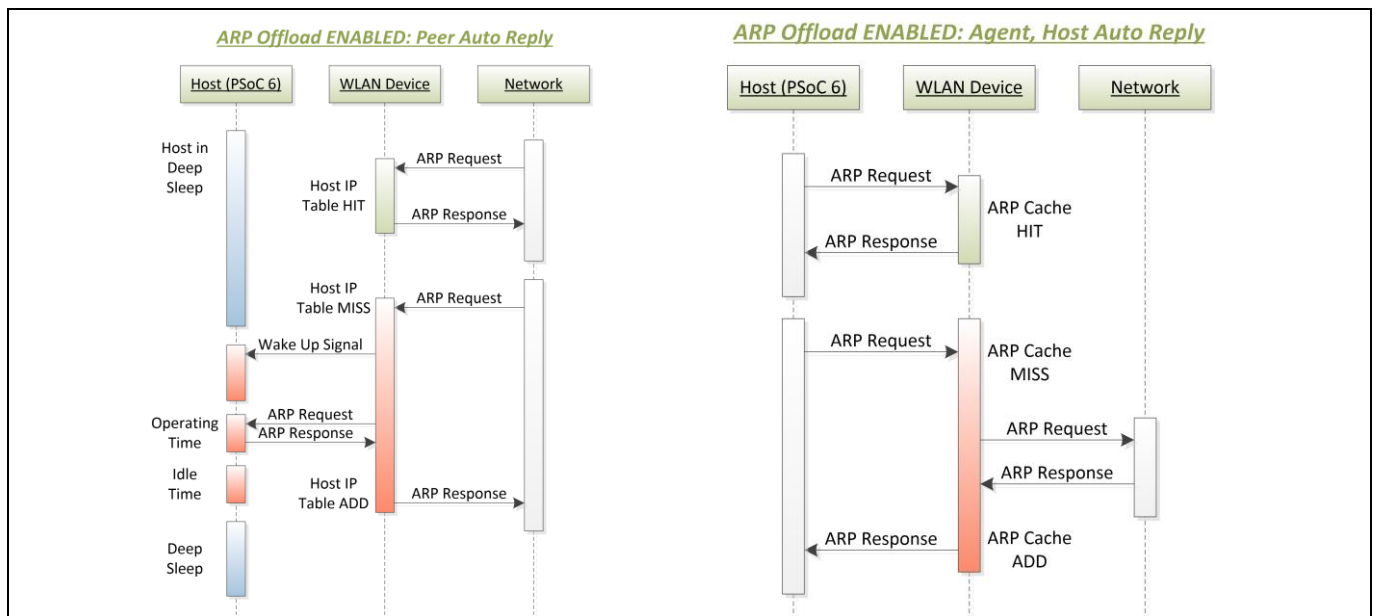 ARP Offload ENABLED: Peer Auto Reply
Host (PSoC 6)
WLAN Device
Network
Host in
Deep
Sleep
ARP Request
Host IP
Table HIT
ARP Response
Host IP
Table MISS
ARP Request
Wake Up Signal
Operating
Time
ARP Request
ARP Response
Idle
Time
Host IP
Table ADD
ARP Response
Deep
Sleep
ARP Offload ENABLED: Agent, Host Auto Reply
Host (PSoC 6)
WLAN Device
Network
ARP Request
ARP Cache
HIT
ARP Response
ARP Request
ARP Cache
MISS
ARP Request
ARP Response
ARP Response
ARP Cache
ADD